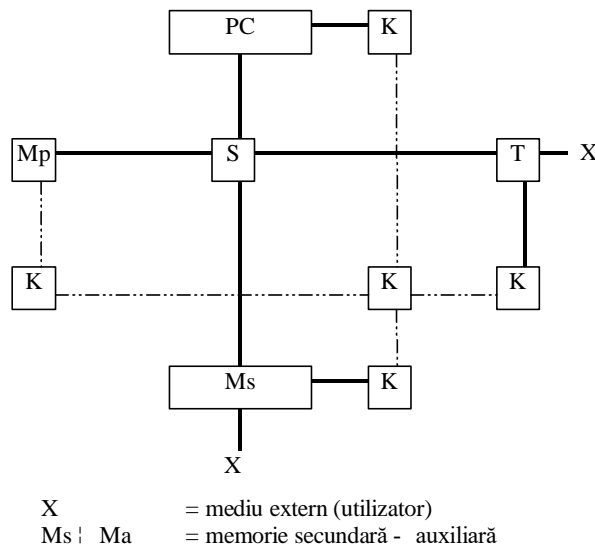 PC K
Mp S T X
K K K
Ms K
X
X = mediu extern (utilizator)
Ms ¦ Ma = memorie secundară - auxiliară